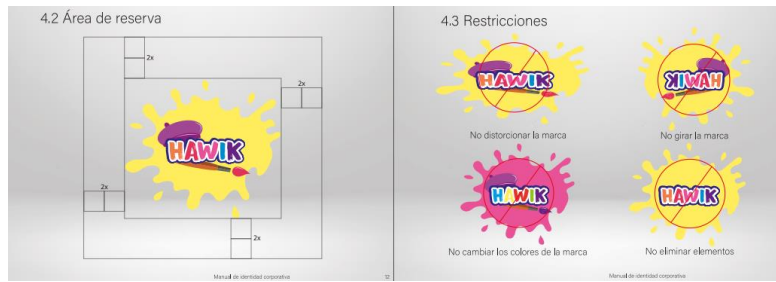 4.2 Área de reserva
2x
2x
HAWIK
2x
2x
Manual de identidad corporativa
12
4.3 Restricciones
HAWIK
HAWIK
No distorcionar la marca
No girar la marca
HAWIK
HAWIK
No cambiar los colores de la marca
No eliminar elementos
Manual de identidad corporativa